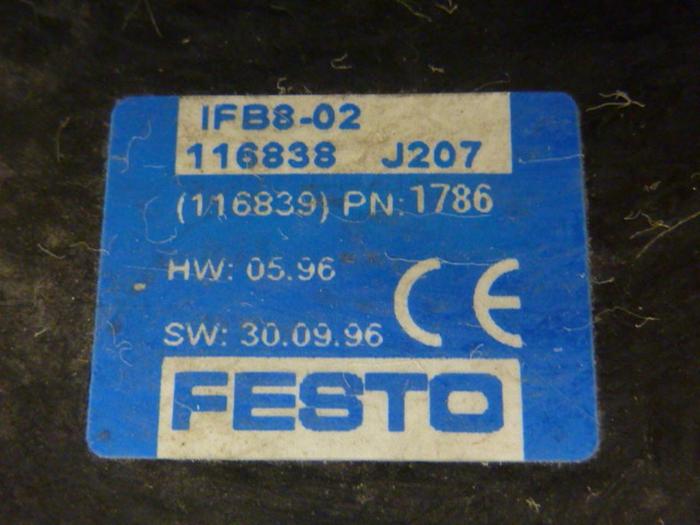 IFB8-02
116838 J207
(116839) PN: 1786
HW: 05.96
CE
SW: 30.09.96
FESTO